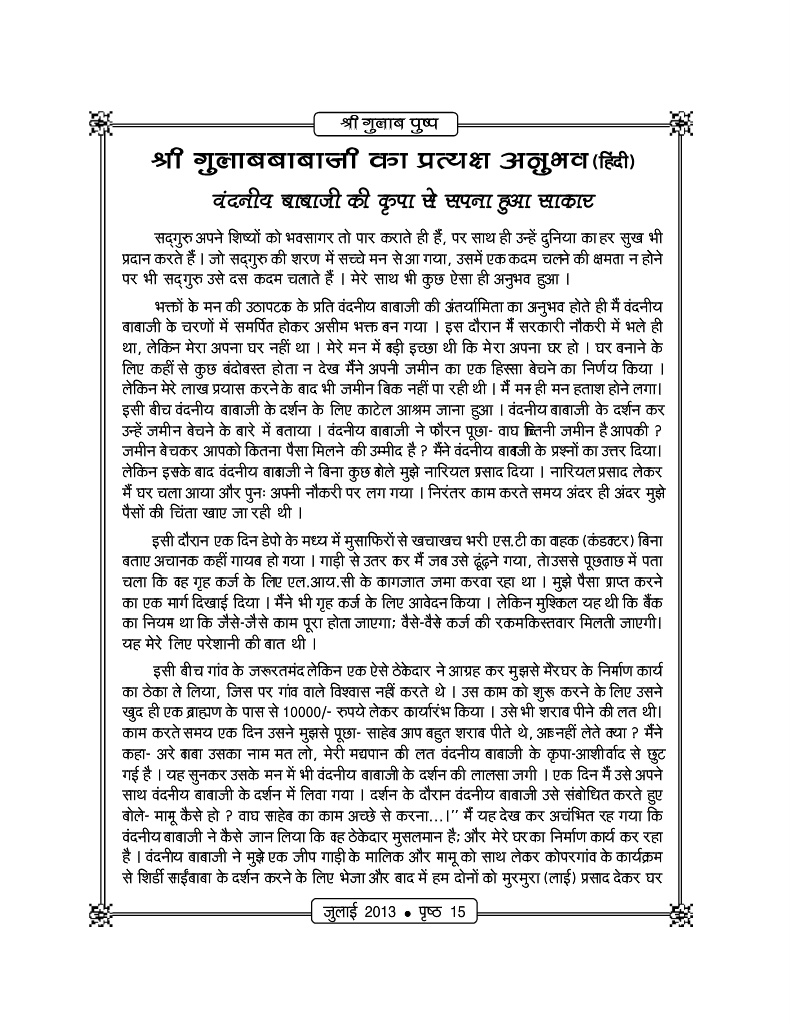 श्री गुलाब पुष्प
श्री गुलाबबाबाजी का प्रत्यक्ष अनुभव (हिंदी)
वंदनीय बाबाजी की कृपा से सपना हुआ साकार
सद्‌गुरु अपने शिष्यों को भवसागर तो पार कराते ही हैं, पर साथ ही उन्हें दुनिया का हर सुख भी
प्रदान करते हैं । जो सद्‌गुरु की शरण में सच्चे मन से आ गया, उसमें एक कदम चलने की क्षमता न होने
पर भी सद्‌गुरु उसे दस कदम चलाते हैं । मेरे साथ भी कुछ ऐसा ही अनुभव हुआ ।
भक्तों के मन की उठापटक के प्रति वंदनीय बाबाजी की अंतर्यामिता का अनुभव होते ही मैं वंदनीय
बाबाजी के चरणों में समर्पित होकर असीम भक्त बन गया । इस दौरान मैं सरकारी नौकरी में भले ही
था, लेकिन मेरा अपना घर नहीं था । मेरे मन में बड़ी इच्छा थी कि मेरा अपना घर हो । घर बनाने के
लिए कहीं से कुछ बंदोबस्त होता न देख मैंने अपनी जमीन का एक हिस्सा बेचने का निर्णय किया ।
लेकिन मेरे लाख प्रयास करने के बाद भी जमीन बिक नहीं पा रही थी । मैं मन ही मन हताश होने लगा।
इसी बीच वंदनीय बाबाजी के दर्शन के लिए काटेल आश्रम जाना हुआ । वंदनीय बाबाजी के दर्शन कर
उन्हें जमीन बेचने के बारे में बताया । वंदनीय बाबाजी ने फौरन पूछा- वाघ कितनी जमीन है आपकी ?
जमीन बेचकर आपको कितना पैसा मिलने की उम्मीद है ? मैंने वंदनीय बाबाजी के प्रश्नों का उत्तर दिया।
लेकिन इसके बाद वंदनीय बाबाजी ने बिना कुछ बोले मुझे नारियल प्रसाद दिया । नारियल प्रसाद लेकर
मैं घर चला आया और पुनः अपनी नौकरी पर लग गया । निरंतर काम करते समय अंदर ही अंदर मुझे
पैसों की चिंता खाए जा रही थी ।
इसी दौरान एक दिन डेपो के मध्य में मुसाफिरों से खचाखच भरी एस.टी का वाहक (कंडक्टर) बिना
बताए अचानक कहीं गायब हो गया । गाड़ी से उतर कर मैं जब उसे ढूंढ़ने गया, तो उससे पूछताछ में पता
चला कि वह गृह कर्ज के लिए एल.आय.सी के कागजात जमा करवा रहा था । मुझे पैसा प्राप्त करने
का एक मार्ग दिखाई दिया । मैंने भी गृह कर्ज के लिए आवेदन किया । लेकिन मुश्किल यह थी कि बैंक
का नियम था कि जैसे-जैसे काम पूरा होता जाएगा; वैसे-वैसे कर्ज की रकम किस्तवार मिलती जाएगी।
यह मेरे लिए परेशानी की बात थी ।
इसी बीच गांव के जरूरतमंद लेकिन एक ऐसे ठेकेदार ने आग्रह कर मुझसे मेरे घर के निर्माण कार्य
का ठेका ले लिया, जिस पर गांव वाले विश्वास नहीं करते थे । उस काम को शुरू करने के लिए उसने
खुद ही एक ब्राह्मण के पास से 10000/- रुपये लेकर कार्यारंभ किया । उसे भी शराब पीने की लत थी।
काम करते समय एक दिन उसने मुझसे पूछा- साहेब आप बहुत शराब पीते थे, अब नहीं लेते क्या ? मैंने
कहा- अरे बाबा उसका नाम मत लो, मेरी मद्यपान की लत वंदनीय बाबाजी के कृपा-आशीर्वाद से छुट
गई है । यह सुनकर उसके मन में भी वंदनीय बाबाजी के दर्शन की लालसा जगी । एक दिन मैं उसे अपने
साथ वंदनीय बाबाजी के दर्शन में लिवा गया । दर्शन के दौरान वंदनीय बाबाजी उसे संबोधित करते हुए
बोले- मामू कैसे हो ? वाघ साहेब का काम अच्छे से करना...।'' मैं यह देख कर अचंभित रह गया कि
वंदनीय बाबाजी ने कैसे जान लिया कि वह ठेकेदार मुसलमान है; और मेरे घर का निर्माण कार्य कर रहा
है । वंदनीय बाबाजी ने मुझे एक जीप गाड़ी के मालिक और मामू को साथ लेकर कोपरगांव के कार्यक्रम
से शिर्डी साईंबाबा के दर्शन करने के लिए भेजा और बाद में हम दोनों को मुरमुरा (लाई) प्रसाद देकर घर
जुलाई 2013 ● पृष्ठ 15